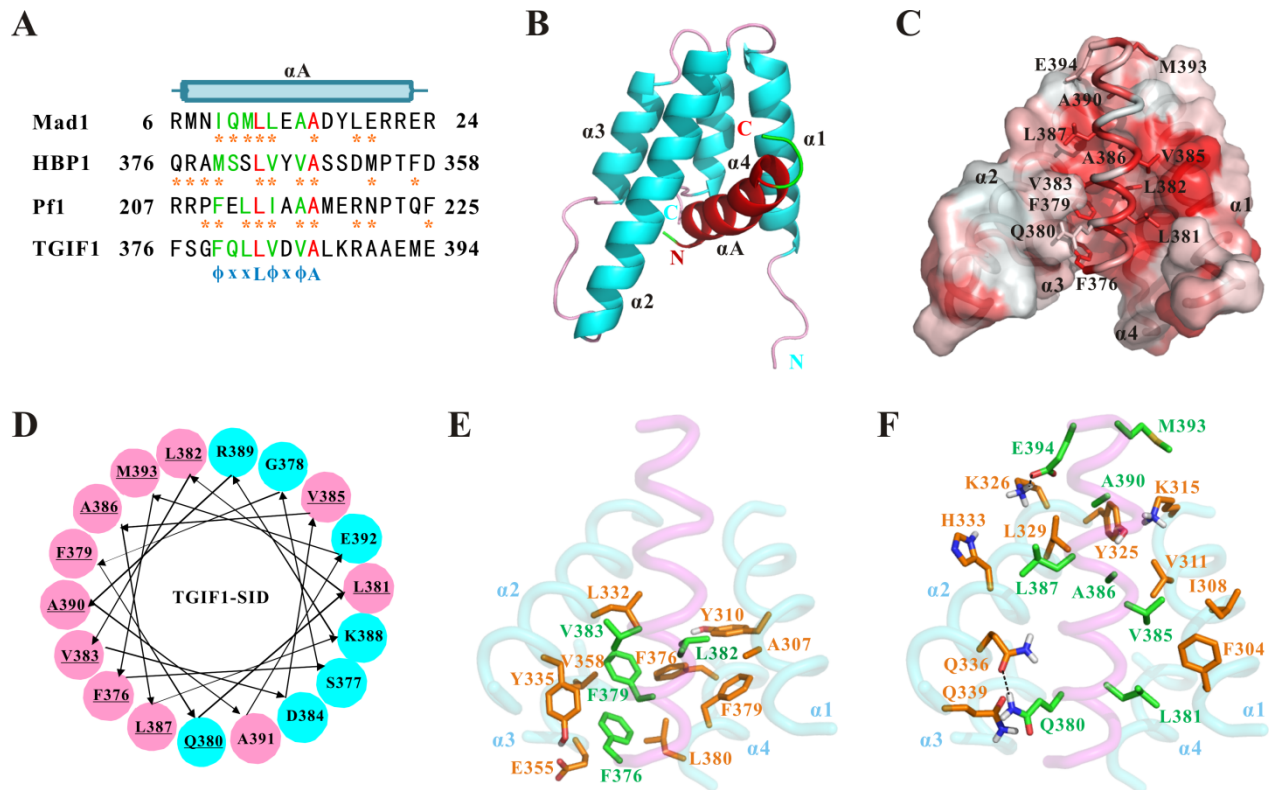 A
αA
Mad1 6 RMNIQMLLEAADYLERRER 24
* * * * * * * *
HBP1 376 QRAMSSLVYVASSDMPTFD 358
* * * * * * * * * * *
Pf1 207 RRPFELLIAAAMERNPTQF 225
* * * * * * * * *
TGIF1 376 FSGFQLLVDVALKRAAEME 394
ϕxxLϕxϕA
B
α3
α1
C
α4
C
N
αA
α2
N
C
E394
M393
A390
L387
A386
V385
α2
V383
L382
F379
α1
Q380
L381
α3
F376
α4
D
L382
R389
G378
M393
V385
A386
E392
F379
L381
A390
TGIF1-SID
K388
V383
S377
F376
D384
L387
Q380
A391
E
α2
L332
Y310
V383
L382
A307
V358
F376
Y335
F379
F379
α1
α3
L380
α4
E355
F376
F
M393
E394
K326
A390
K315
H333
L329
Y325
V311
α2
L387
A386
I308
V385
Q336
F304
Q339
Q380
L381
α1
α3
α4